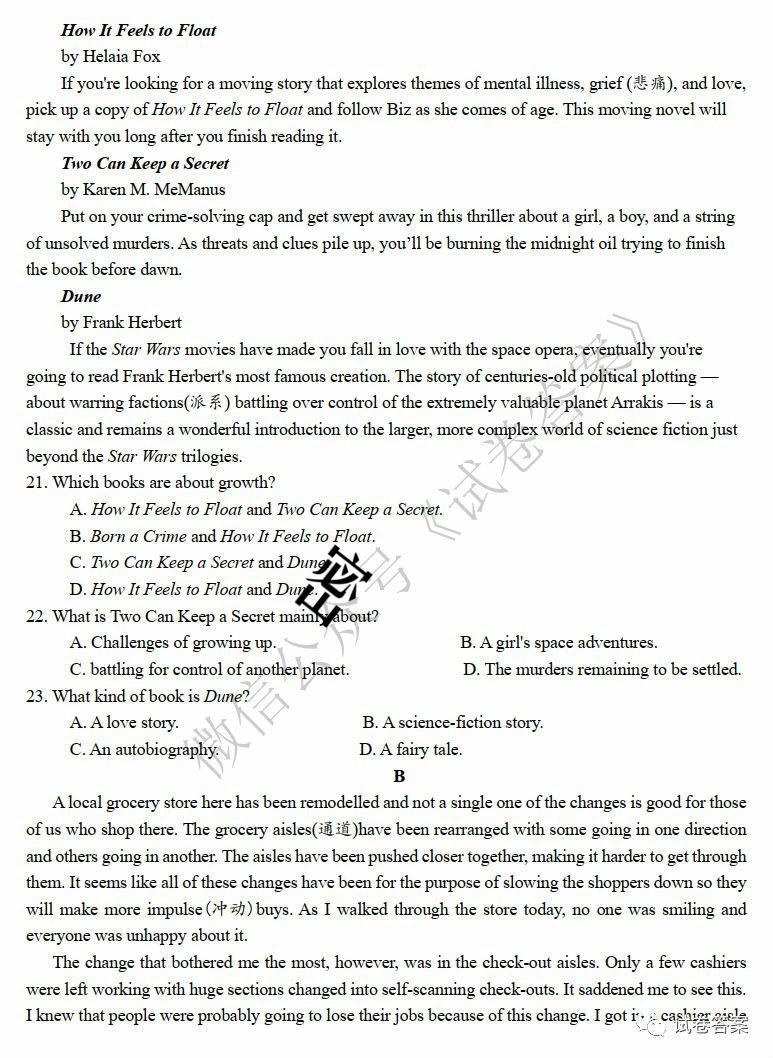 How It Feels to Float
by Helaia Fox
If you're looking for a moving story that explores themes of mental illness, grief (悲痛), and love,
pick up a copy of How It Feels to Float and follow Biz as she comes of age. This moving novel will
stay with you long after you finish reading it.
Two Can Keep a Secret
by Karen M. MeManus
Put on your crime-solving cap and get swept away in this thriller about a girl, a boy, and a string
of unsolved murders. As threats and clues pile up, you’ll be burning the midnight oil trying to finish
the book before dawn.
Dune
by Frank Herbert
If the Star Wars movies have made you fall in love with the space opera, eventually you're
going to read Frank Herbert's most famous creation. The story of centuries-old political plotting —
about warring factions(派系) battling over control of the extremely valuable planet Arrakis — is a
classic and remains a wonderful introduction to the larger, more complex world of science fiction just
beyond the Star Wars trilogies.
21. Which books are about growth?
A. How It Feels to Float and Two Can Keep a Secret.
B. Born a Crime and How It Feels to Float.
C. Two Can Keep a Secret and Dune.
D. How It Feels to Float and Dune.
密
22. What is Two Can Keep a Secret mainly about?
A. Challenges of growing up. B. A girl's space adventures.
C. battling for control of another planet. D. The murders remaining to be settled.
23. What kind of book is Dune?
A. A love story. B. A science-fiction story.
C. An autobiography. D. A fairy tale.
B
A local grocery store here has been remodelled and not a single one of the changes is good for those
of us who shop there. The grocery aisles(通道)have been rearranged with some going in one direction
and others going in another. The aisles have been pushed closer together, making it harder to get through
them. It seems like all of these changes have been for the purpose of slowing the shoppers down so they
will make more impulse(冲动)buys. As I walked through the store today, no one was smiling and
everyone was unhappy about it.
The change that bothered me the most, however, was in the check-out aisles. Only a few cashiers
were left working with huge sections changed into self-scanning check-outs. It saddened me to see this.
I knew that people were probably going to lose their jobs because of this change. I got cashier aisle
微信公众号《试卷答案》
试卷答案